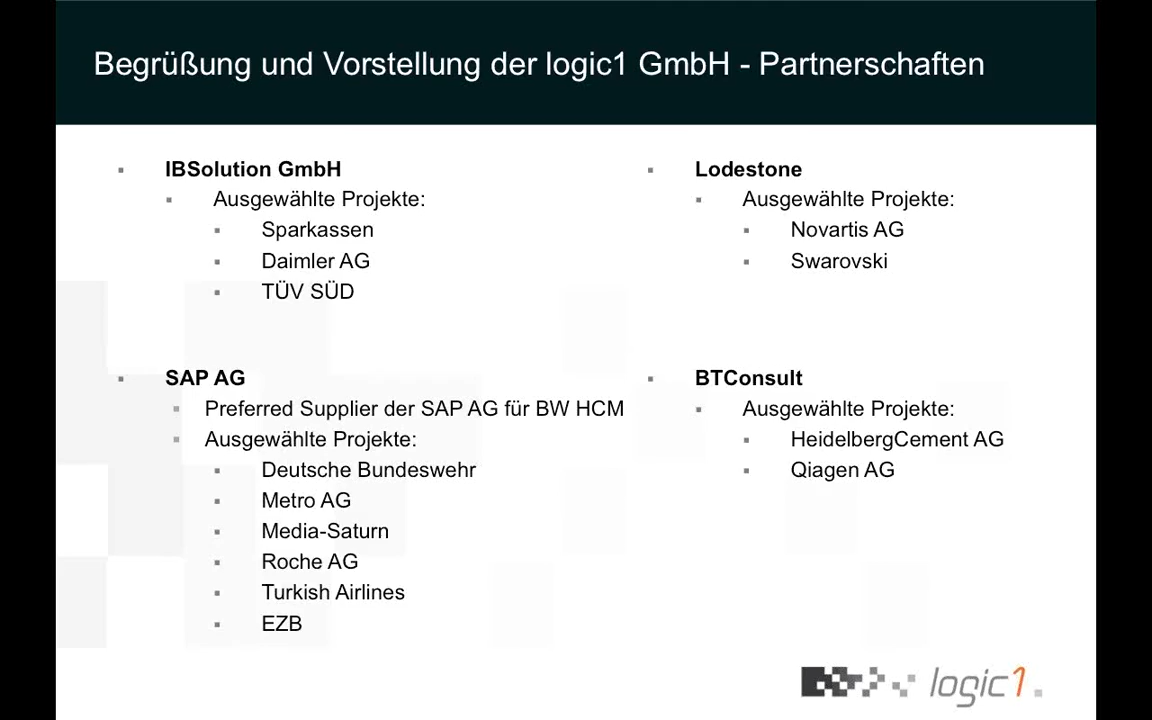 Begrüßung und Vorstellung der logic1 GmbH - Partnerschaften
IBSolution GmbH
Ausgewählte Projekte:
Sparkassen
Daimler AG
TÜV SÜD
SAP AG
Preferred Supplier der SAP AG für BW HCM
Ausgewählte Projekte:
Deutsche Bundeswehr
Metro AG
Media-Saturn
Roche AG
Turkish Airlines
EZB
Lodestone
Ausgewählte Projekte:
Novartis AG
Swarovski
BTConsult
Ausgewählte Projekte:
HeidelbergCement AG
Qiagen AG
logic1